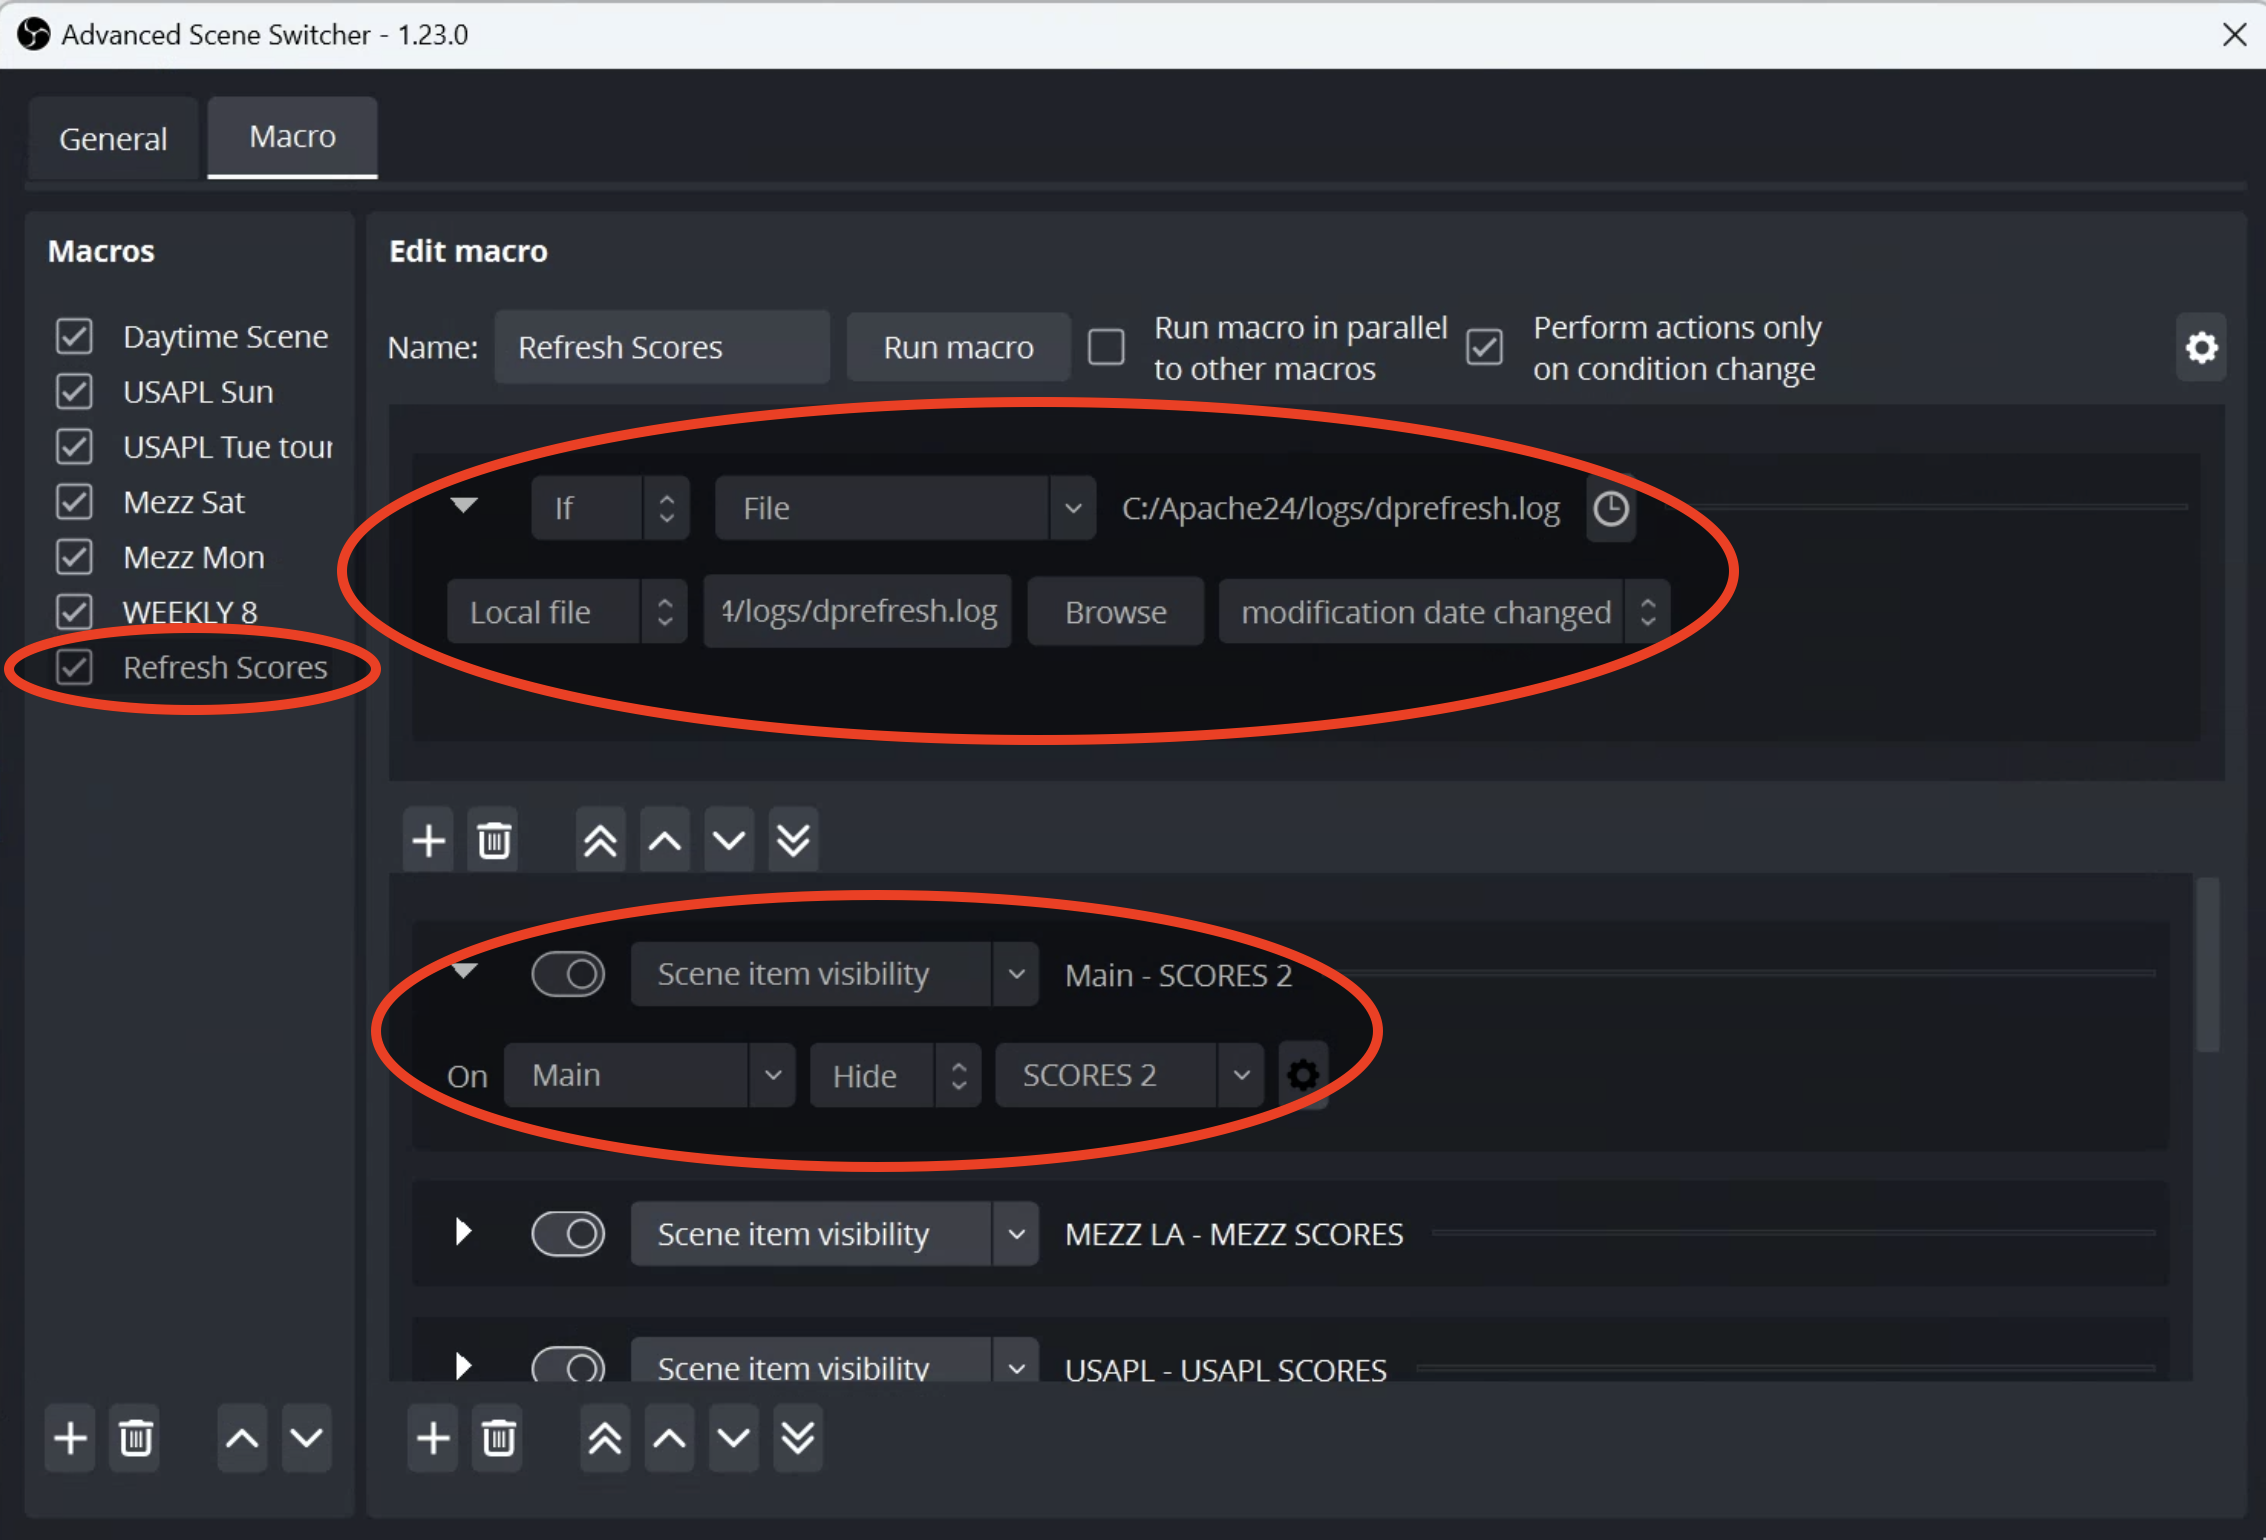 Advanced Scene Switcher - 1.23.0
General
Macro
Macros
Daytime Scene
USAPL Sun
USAPL Tue tour
Mezz Sat
Mezz Mon
WEEKLY 8
Refresh Scores
Edit macro
Name:
Refresh Scores
Run macro
Run macro in parallel
to other macros
Perform actions only
on condition change
If
File
C:/Apache24/logs/dprefresh.log
Local file
4/logs/dprefresh.log
Browse
modification date changed
Scene item visibility
Main - SCORES 2
On
Main
Hide
SCORES 2
Scene item visibility
MEZZ LA - MEZZ SCORES
Scene item visibility
USAPL - USAPL SCORES